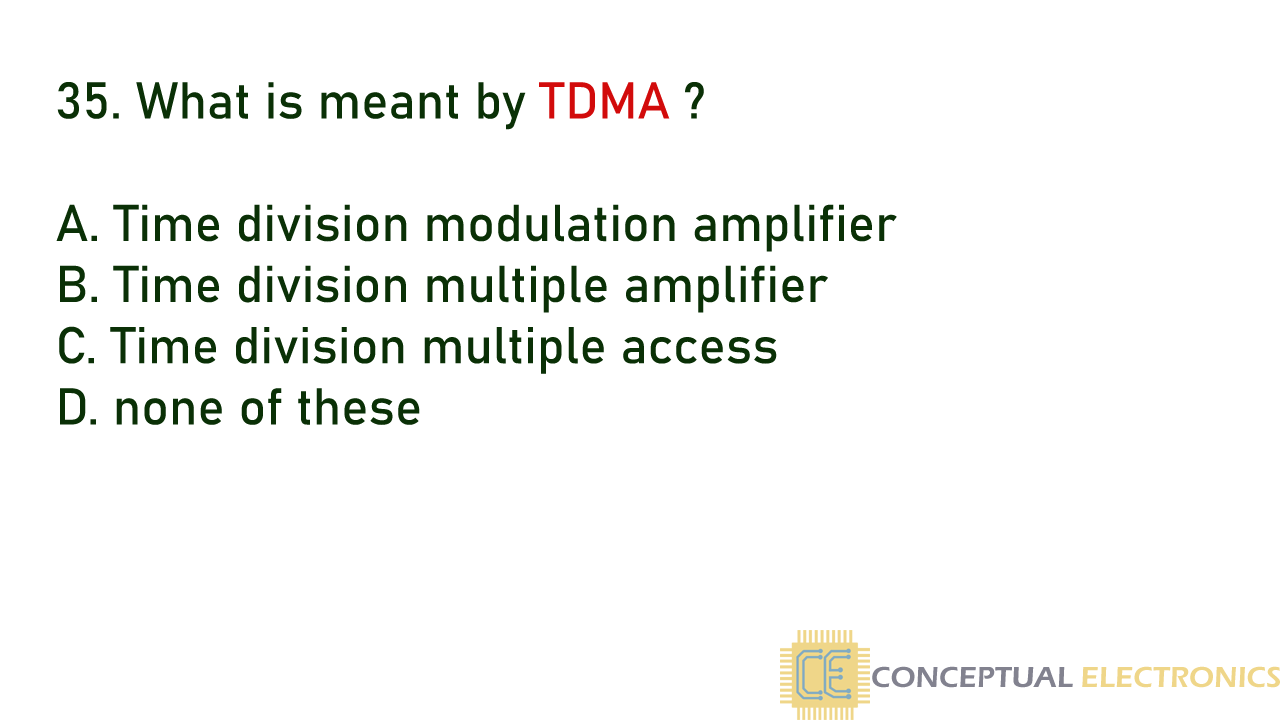 35. What is meant by TDMA ?
A. Time division modulation amplifier
B. Time division multiple amplifier
C. Time division multiple access
D. none of these
CE CONCEPTUAL ELECTRONICS